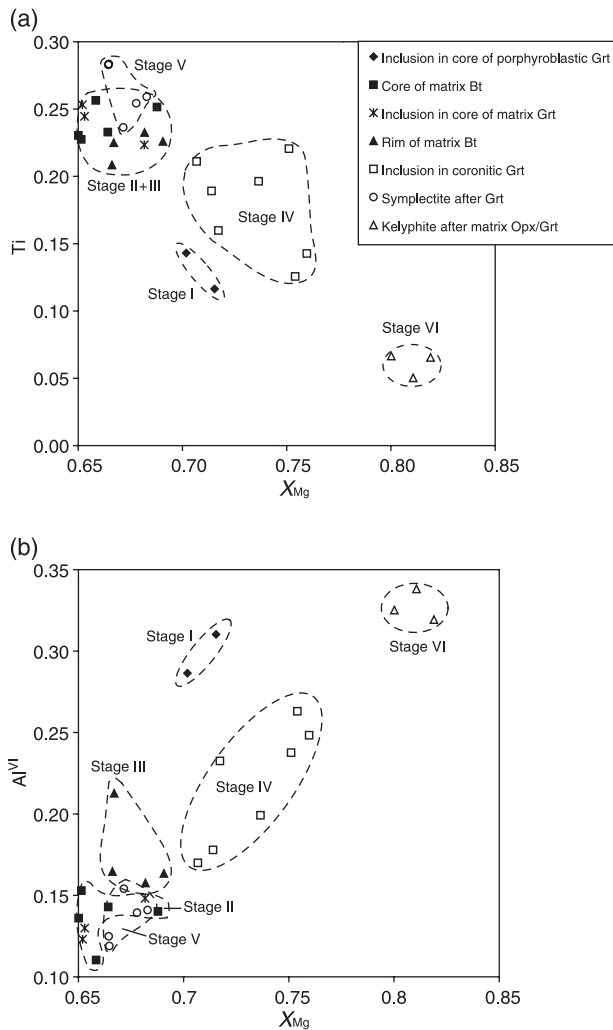 (a)
0.30
0.25
0.20
0.15
0.10
0.05
0.00
Ti
0.65
0.70
0.75
0.80
0.85
XMg
Stage V
Stage II+III
Stage IV
Stage I
Stage VI
Inclusion in core of porphyroblastic Grt
Core of matrix Bt
Inclusion in core of matrix Grt
Rim of matrix Bt
Inclusion in coronitic Grt
Symplectite after Grt
Kelyphite after matrix Opx/Grt
(b)
0.35
0.30
0.25
0.20
0.15
0.10
AlVI
0.65
0.7
0.75
0.8
0.85
XMg
Stage I
Stage VI
Stage III
Stage IV
Stage II
Stage V